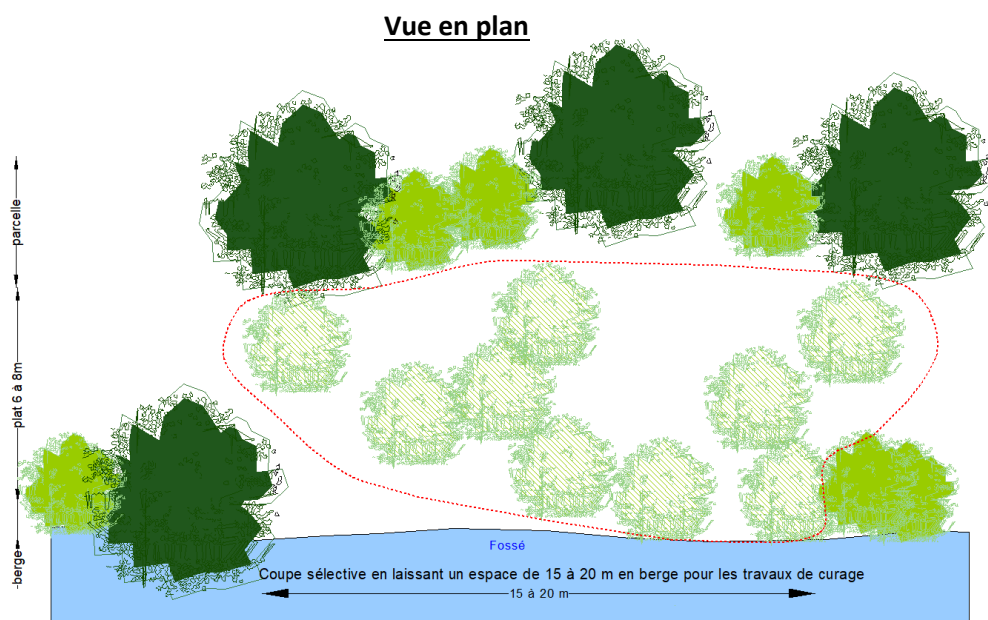 Vue en plan
parcelle
plat 6 à 8m
berge
Fossé
Coupe sélective en laissant un espace de 15 à 20 m en berge pour les travaux de curage
15 à 20 m